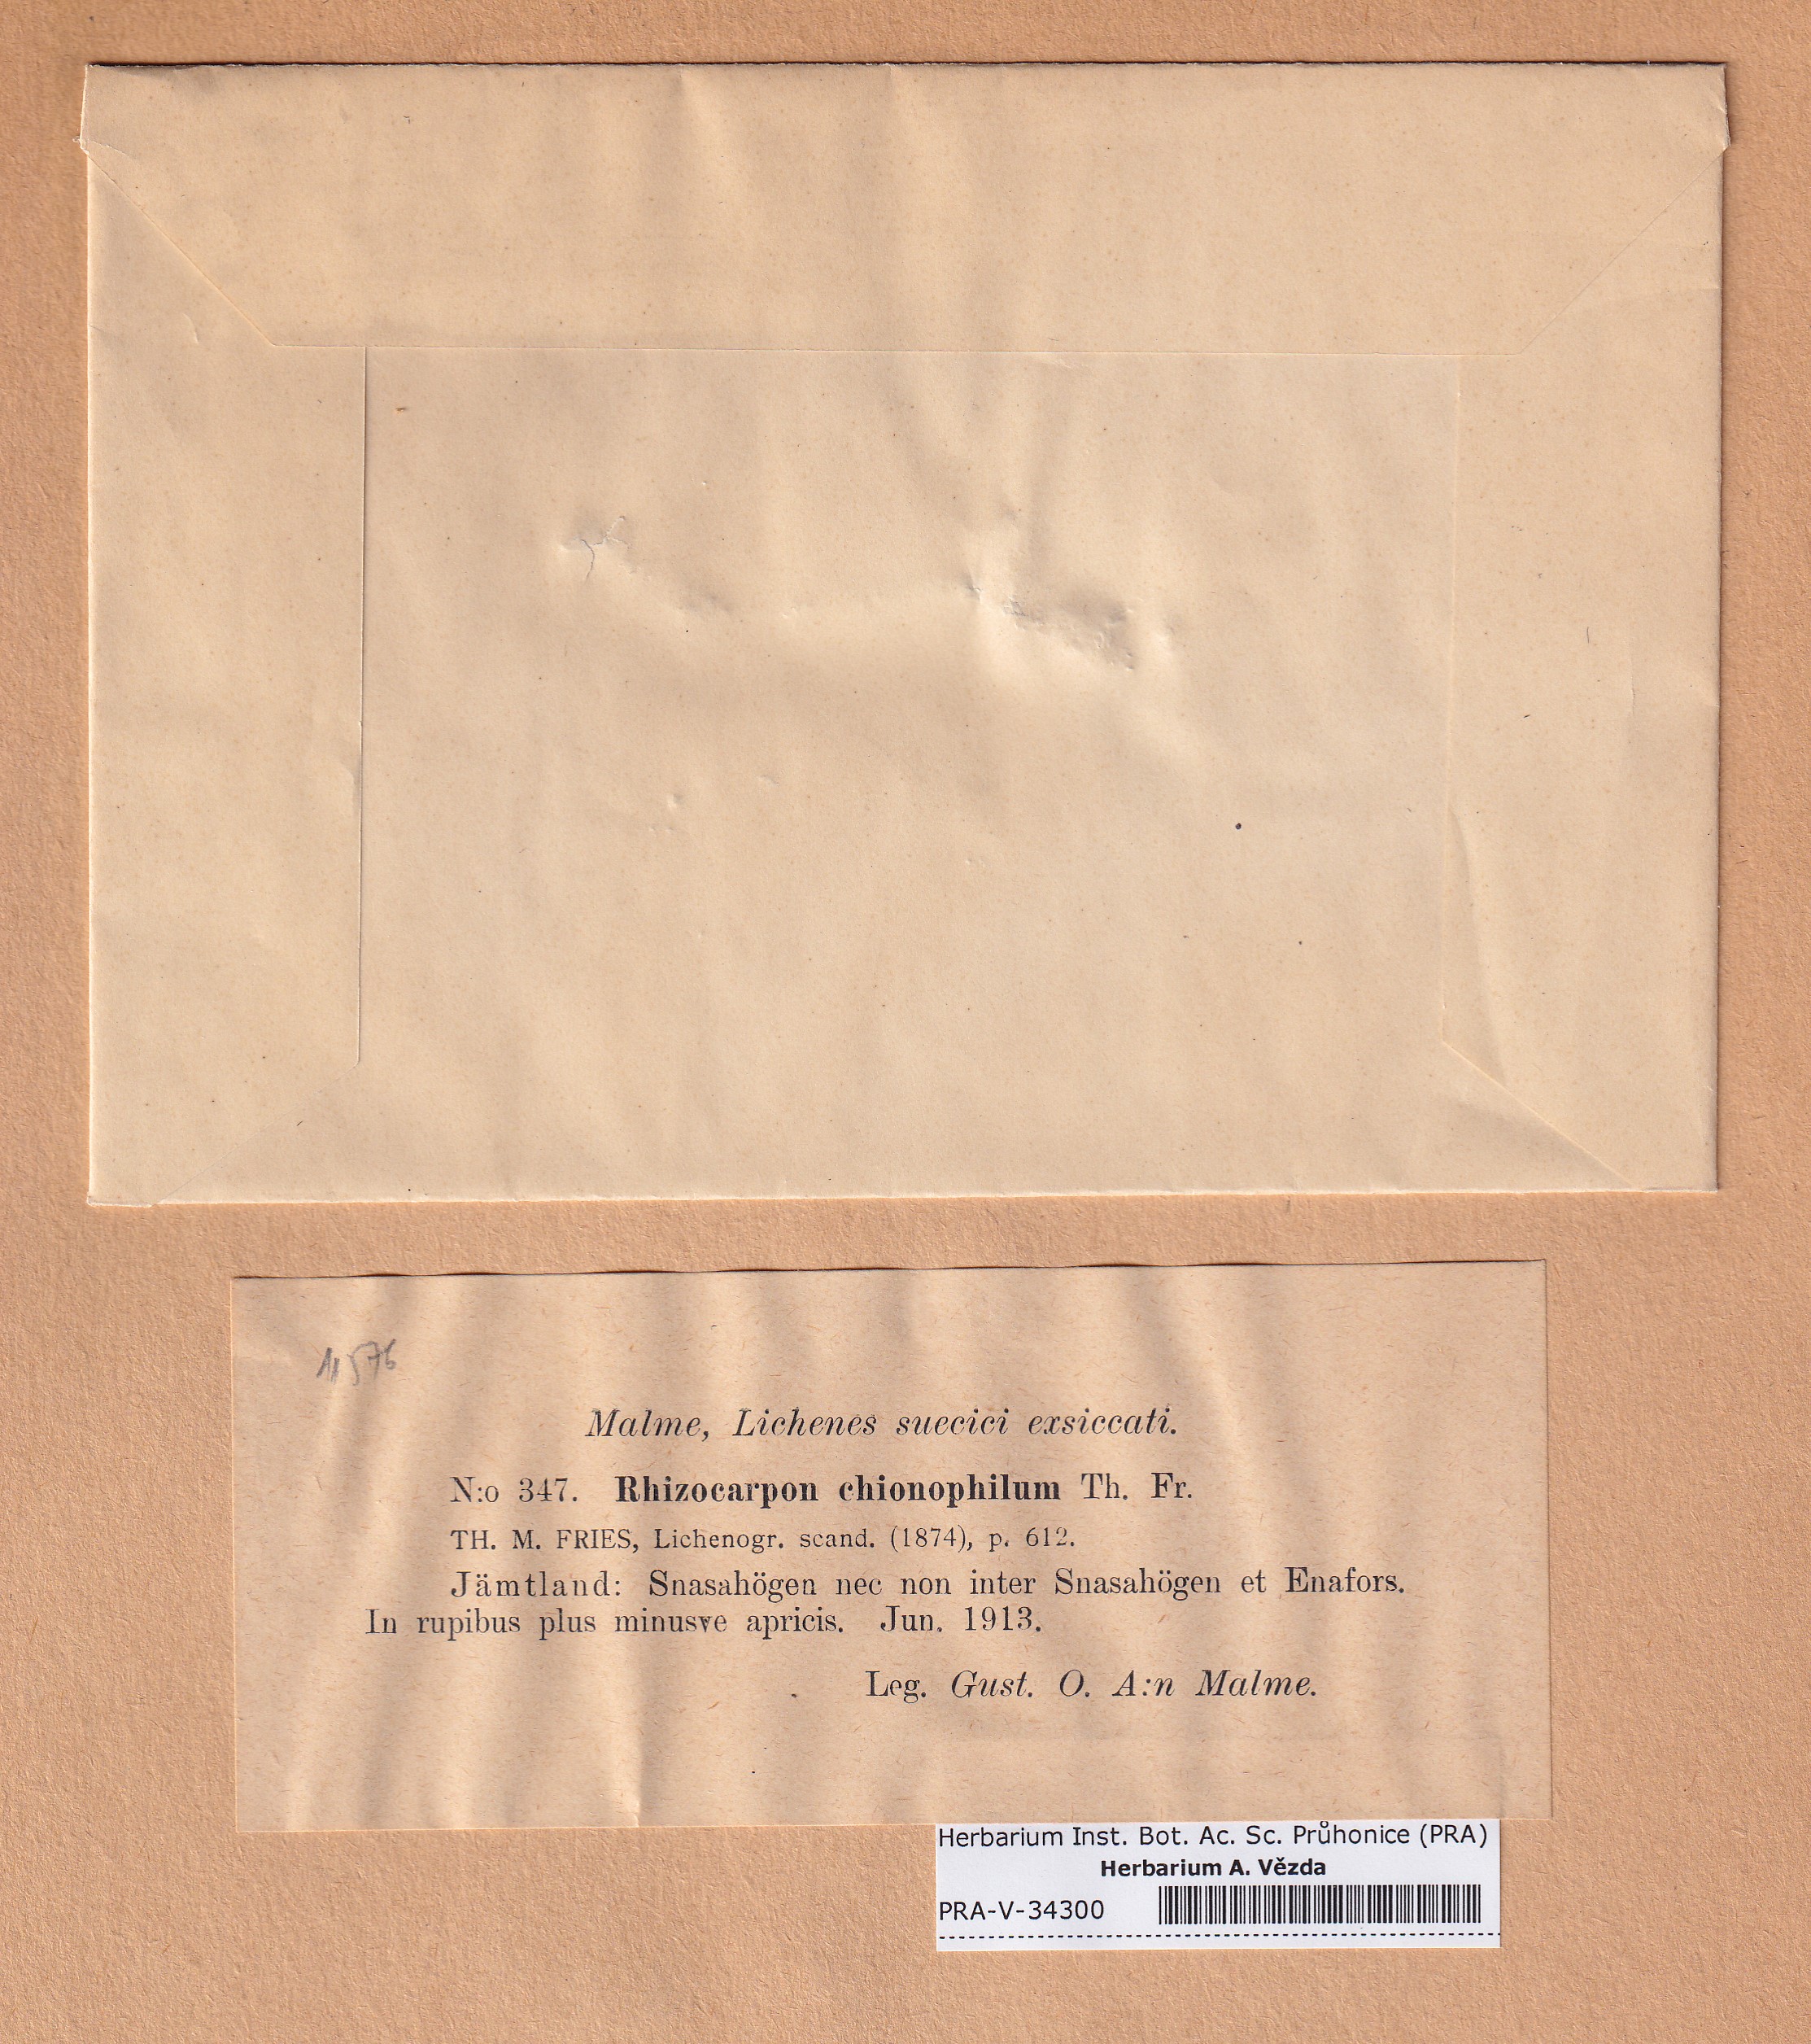 11576
Malme, Lichenes suecici exsiccati.
N:o 347. Rhizocarpon chionophilum Th. Fr.
TH. M. FRIES, Lichenogr. scand. (1874), p. 612.
Jämtland: Snasahögen nec non inter Snasahögen et Enafors.
In rupibus plus minusve apricis. Jun. 1913.
Leg. Gust. O. A:n Malme.
Herbarium Inst. Bot. Ac. Sc. Průhonice (PRA)
Herbarium A. Vězda
PRA-V-34300